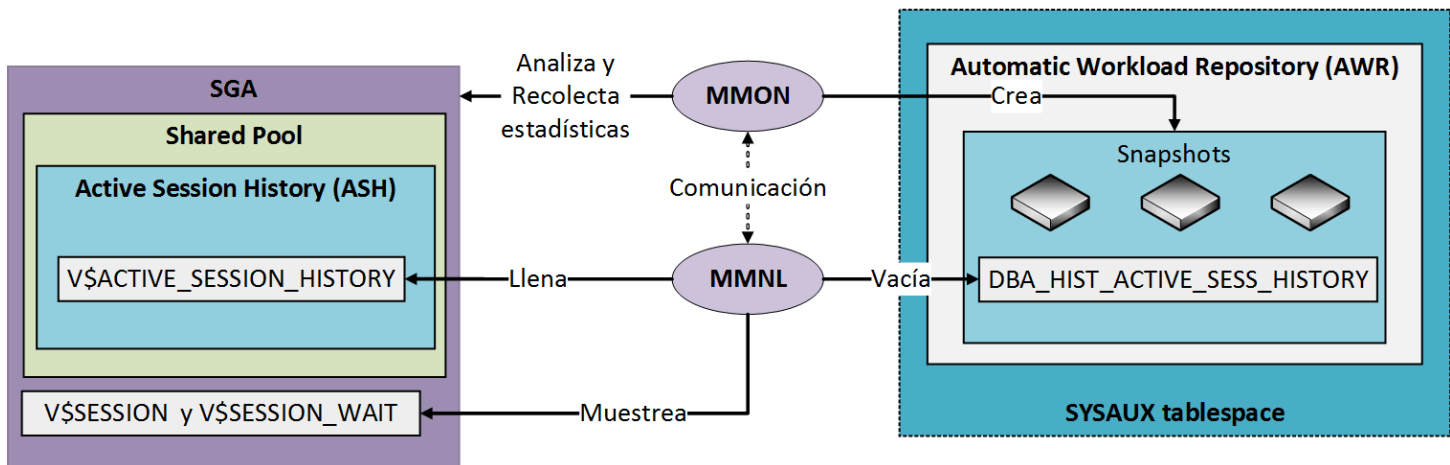 SGA
Shared Pool
Active Session History (ASH)
V$ACTIVE_SESSION_HISTORY
V$SESSION y V$SESSION_WAIT
Analiza y
Recolecta
estadísticas
MMON
Comunicación
MMNL
Llena
Muestrea
Vacía
Crea
Automatic Workload Repository (AWR)
Snapshots
DBA_HIST_ACTIVE_SESS_HISTORY
SYSAUX tablespace